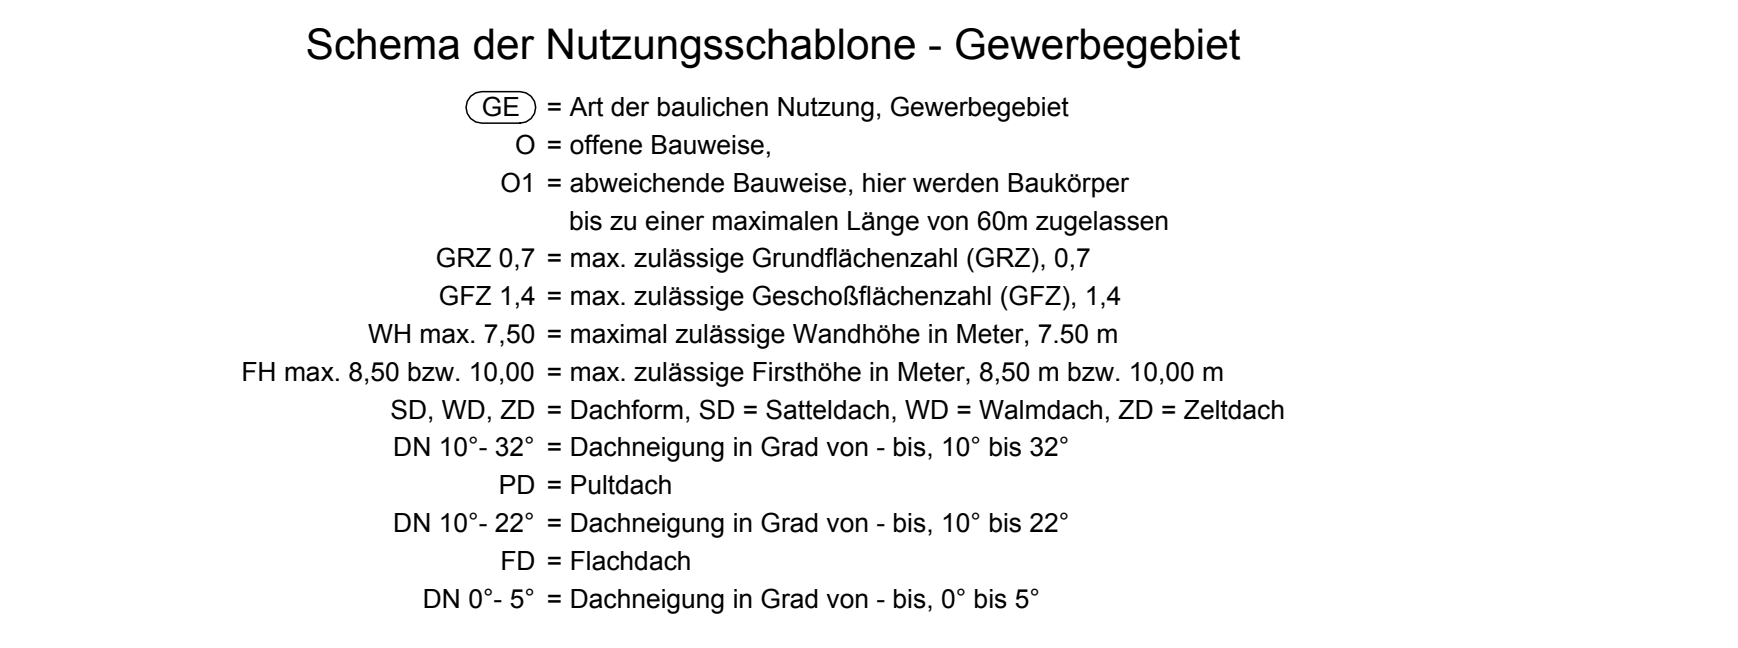 Schema der Nutzungsschablone - Gewerbegebiet
GE = Art der baulichen Nutzung, Gewerbegebiet
O = offene Bauweise,
O1 = abweichende Bauweise, hier werden Baukörper
bis zu einer maximalen Länge von 60m zugelassen
GRZ 0,7 = max. zulässige Grundflächenzahl (GRZ), 0,7
GFZ 1,4 = max. zulässige Geschoßflächenzahl (GFZ), 1,4
WH max. 7,50 = maximal zulässige Wandhöhe in Meter, 7.50 m
FH max. 8,50 bzw. 10,00 = max. zulässige Firsthöhe in Meter, 8,50 m bzw. 10,00 m
SD, WD, ZD = Dachform, SD = Satteldach, WD = Walmdach, ZD = Zeltdach
DN 10°- 32° = Dachneigung in Grad von - bis, 10° bis 32°
PD = Pultdach
DN 10°- 22° = Dachneigung in Grad von - bis, 10° bis 22°
FD = Flachdach
DN 0°- 5° = Dachneigung in Grad von - bis, 0° bis 5°